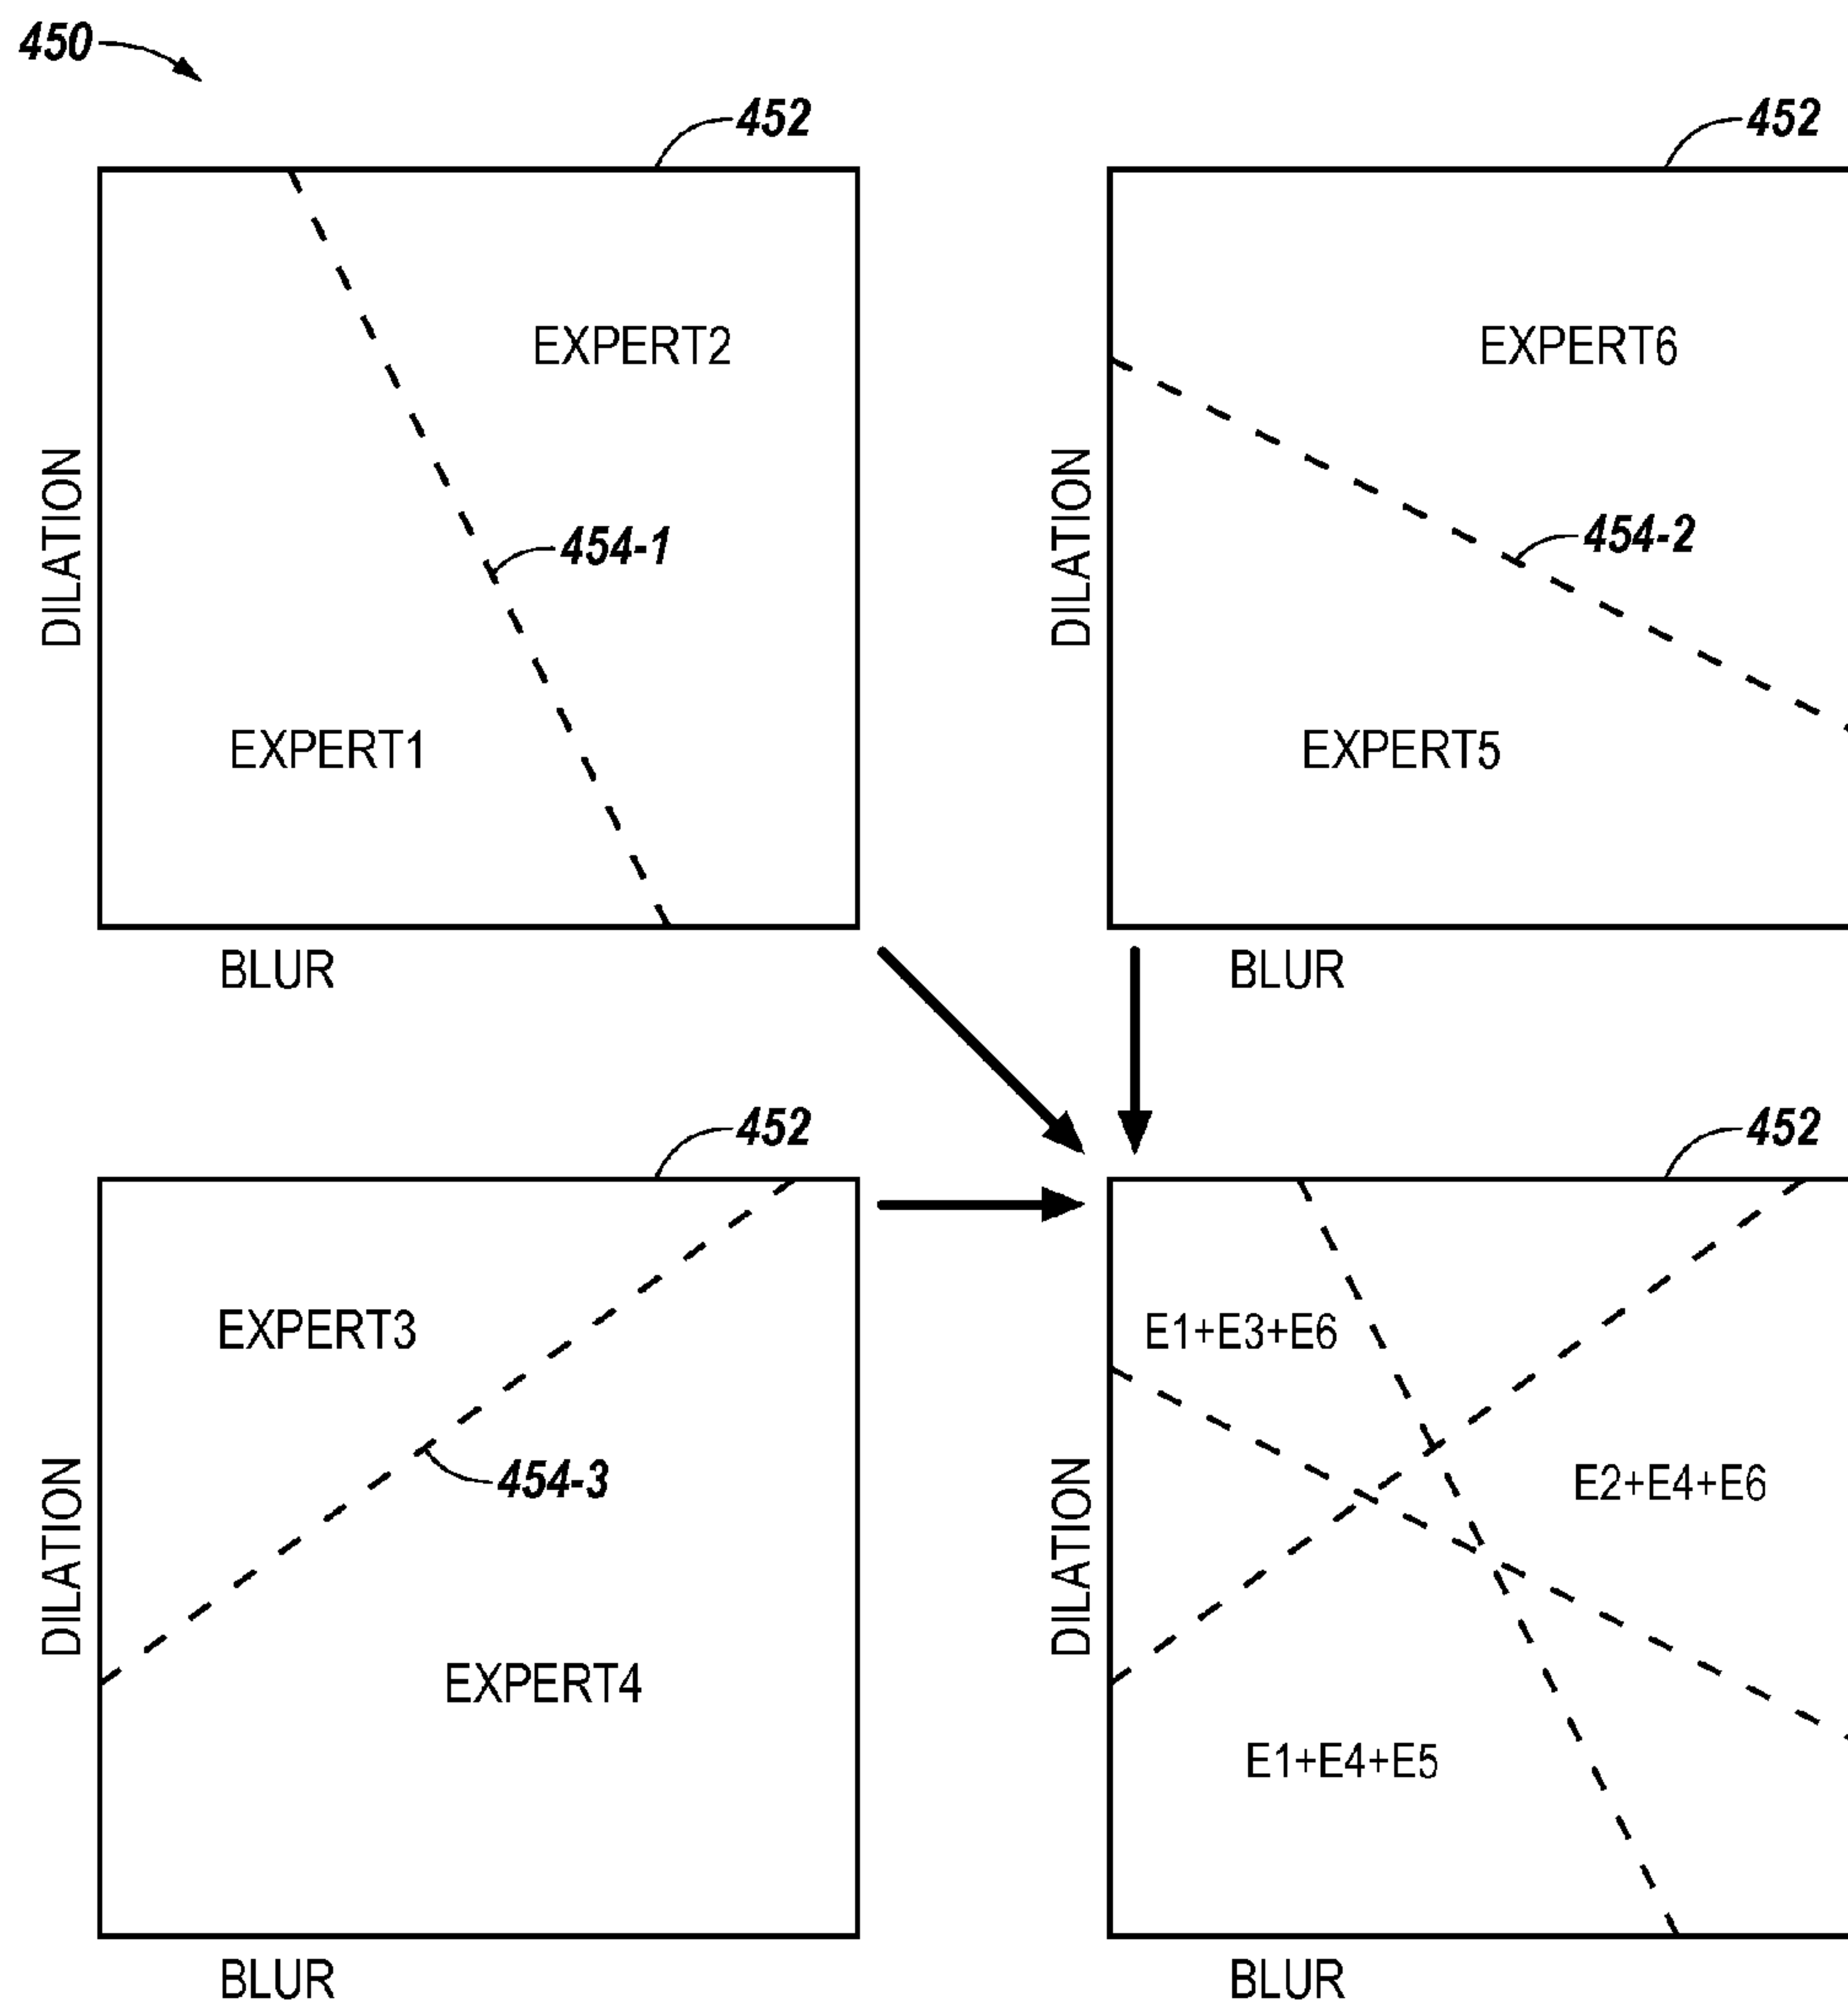 450
452
452
EXPERT2
EXPERT6
DILATION
454-1
DILATION
454-2
EXPERT1
EXPERT5
BLUR
BLUR
452
452
EXPERT3
E1+E3+E6
DILATION
454-3
DILATION
E2+E4+E6
EXPERT4
E1+E4+E5
BLUR
BLUR